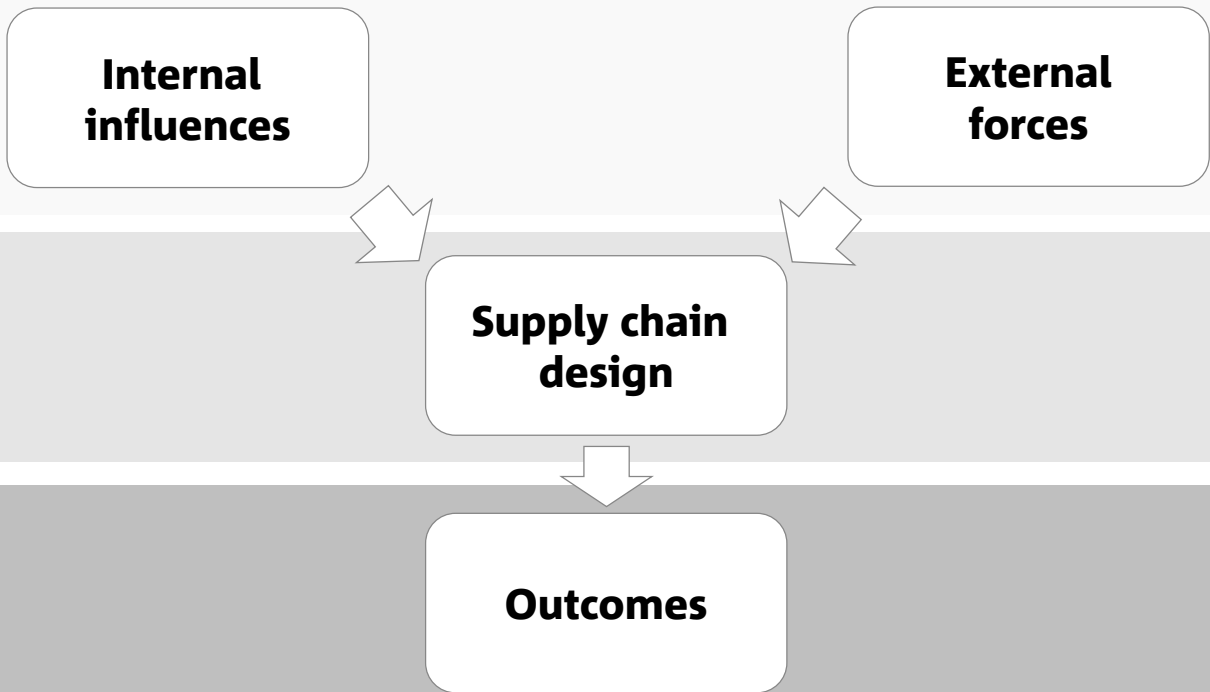 Internal
influences
External
forces
Supply chain
design
Outcomes